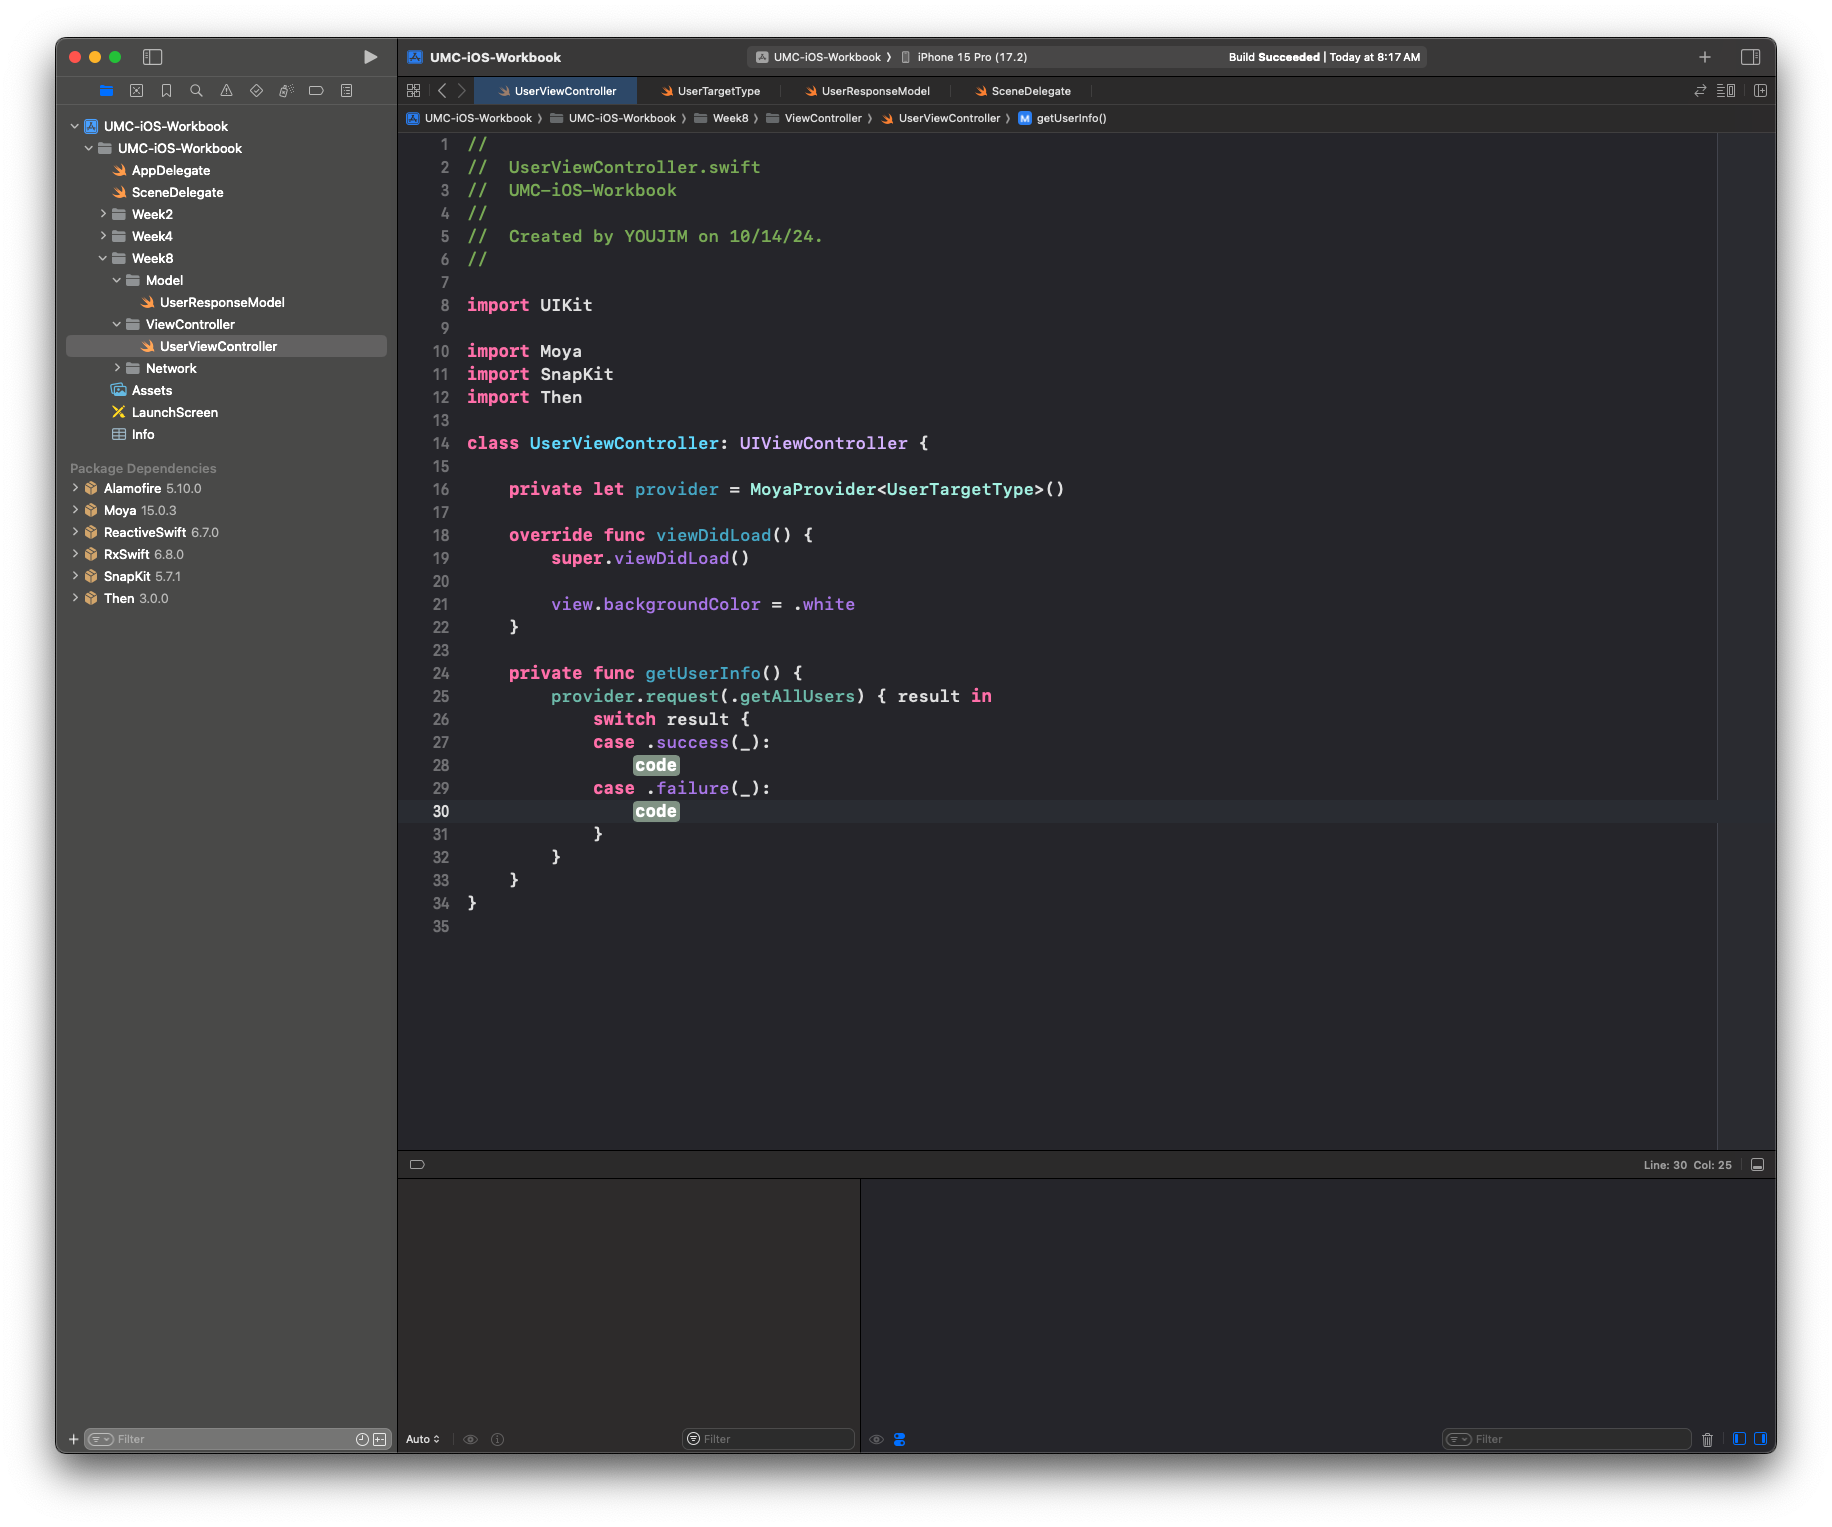 UMC-iOS-Workbook
UMC-iOS-Workbook 〉 iPhone 15 Pro (17.2)
Build Succeeded | Today at 8:17 AM
UserViewController
UserTargetType
UserResponseModel
SceneDelegate
UMC-iOS-Workbook 〉 UMC-iOS-Workbook 〉 Week8 〉 ViewController 〉 UserViewController 〉 M getUserInfo()
UMC-iOS-Workbook
UMC-iOS-Workbook
AppDelegate
SceneDelegate
Week2
Week4
Week8
Model
UserResponseModel
ViewController
UserViewController
Network
Assets
LaunchScreen
Info
Package Dependencies
Alamofire 5.10.0
Moya 15.0.3
ReactiveSwift 6.7.0
RxSwift 6.8.0
SnapKit 5.7.1
Then 3.0.0
Filter
1 //
2 //  UserViewController.swift
3 //  UMC-iOS-Workbook
4 //
5 //  Created by YOUJIM on 10/14/24.
6 //
7
8 import UIKit
9
10 import Moya
11 import SnapKit
12 import Then
13
14 class UserViewController: UIViewController {
15
16     private let provider = MoyaProvider<UserTargetType>()
17
18     override func viewDidLoad() {
19         super.viewDidLoad()
20
21         view.backgroundColor = .white
22     }
23
24     private func getUserInfo() {
25         provider.request(.getAllUsers) { result in
26             switch result {
27             case .success(_):
28                 code
29             case .failure(_):
30                 code
31             }
32         }
33     }
34 }
35
Line: 30 Col: 25
Auto
Filter
Filter